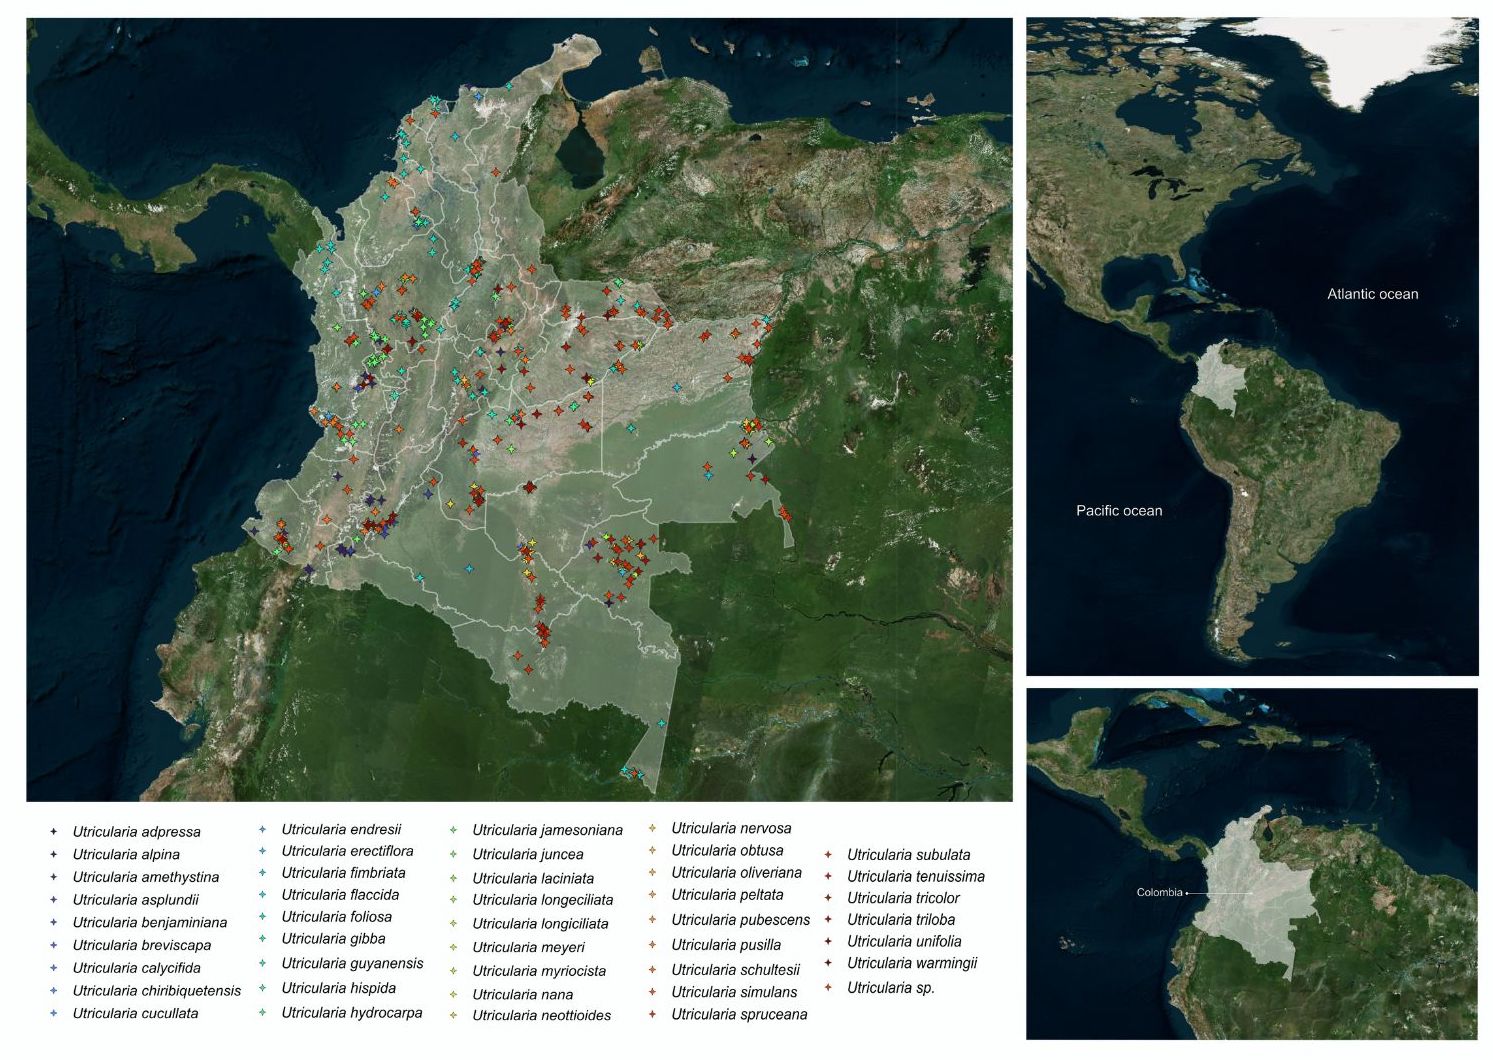 Atlantic ocean
Pacific ocean
Colombia
Utricularia adpressa
Utricularia alpina
Utricularia amethystina
Utricularia asplundii
Utricularia benjaminiana
Utricularia breviscapa
Utricularia calycifida
Utricularia chiribiquetensis
Utricularia cucullata
Utricularia endresii
Utricularia erectiflora
Utricularia fimbriata
Utricularia flaccida
Utricularia foliosa
Utricularia gibba
Utricularia guyanensis
Utricularia hispida
Utricularia hydrocarpa
Utricularia jamesoniana
Utricularia juncea
Utricularia laciniata
Utricularia longeciliata
Utricularia longiciliata
Utricularia meyeri
Utricularia myriocista
Utricularia nana
Utricularia neottioides
Utricularia nervosa
Utricularia obtusa
Utricularia oliveriana
Utricularia peltata
Utricularia pubescens
Utricularia pusilla
Utricularia schultesii
Utricularia simulans
Utricularia spruceana
Utricularia subulata
Utricularia tenuissima
Utricularia tricolor
Utricularia triloba
Utricularia unifolia
Utricularia warmingii
Utricularia sp.